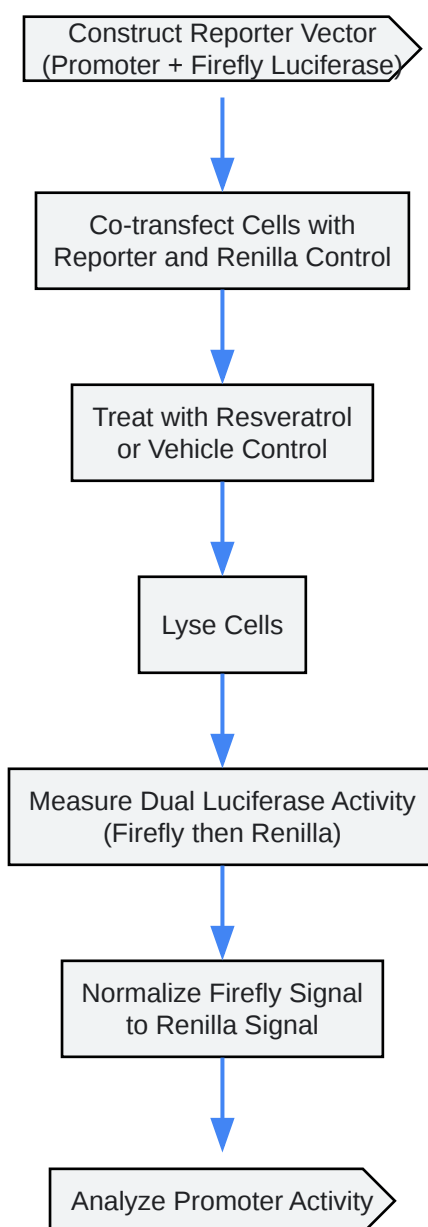 Construct Reporter Vector
(Promoter + Firefly Luciferase)
Co-transfect Cells with
Reporter and Renilla Control
Treat with Resveratrol
or Vehicle Control
Lyse Cells
Measure Dual Luciferase Activity
(Firefly then Renilla)
Normalize Firefly Signal
to Renilla Signal
Analyze Promoter Activity